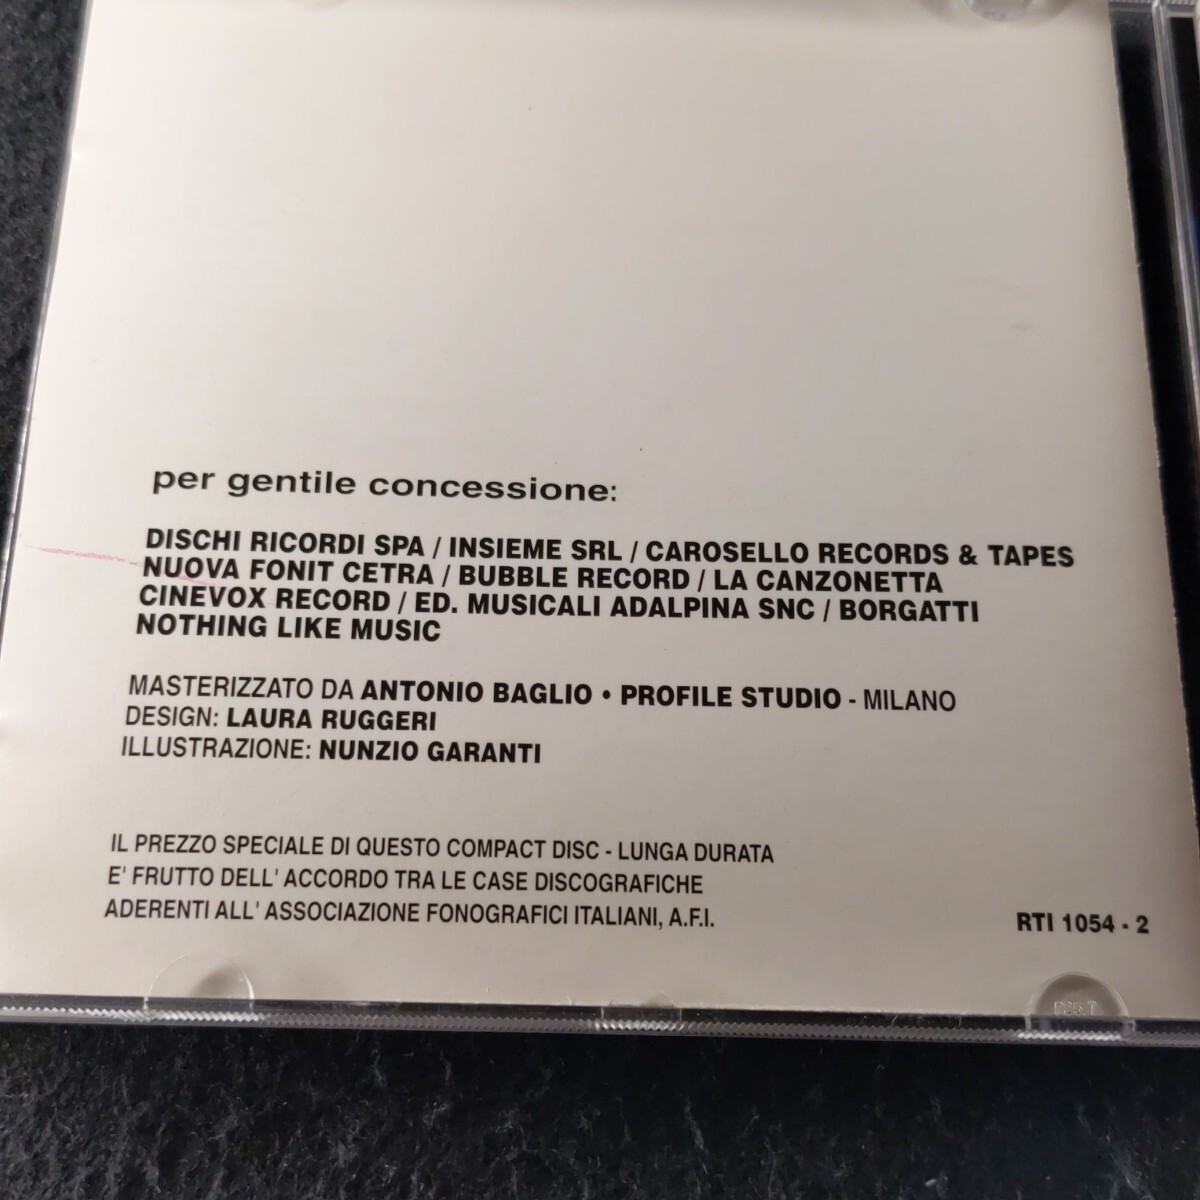 per gentile concessione:
DISCHI RICORDI SPA / INSIEME SRL / CAROSELLO RECORDS & TAPES
NUOVA FONIT CETRA / BUBBLE RECORD / LA CANZONETTA
CINEVOX RECORD / ED. MUSICALI ADALPINA SNC / BORGATTI
NOTHING LIKE MUSIC
MASTERIZZATO DA ANTONIO BAGLIO • PROFILE STUDIO - MILANO
DESIGN: LAURA RUGGERI
ILLUSTRAZIONE: NUNZIO GARANTI
IL PREZZO SPECIALE DI QUESTO COMPACT DISC - LUNGA DURATA
E' FRUTTO DELL' ACCORDO TRA LE CASE DISCOGRAFICHE
ADERENTI ALL' ASSOCIAZIONE FONOGRAFICI ITALIANI, A.F.I.
RTI 1054 - 2